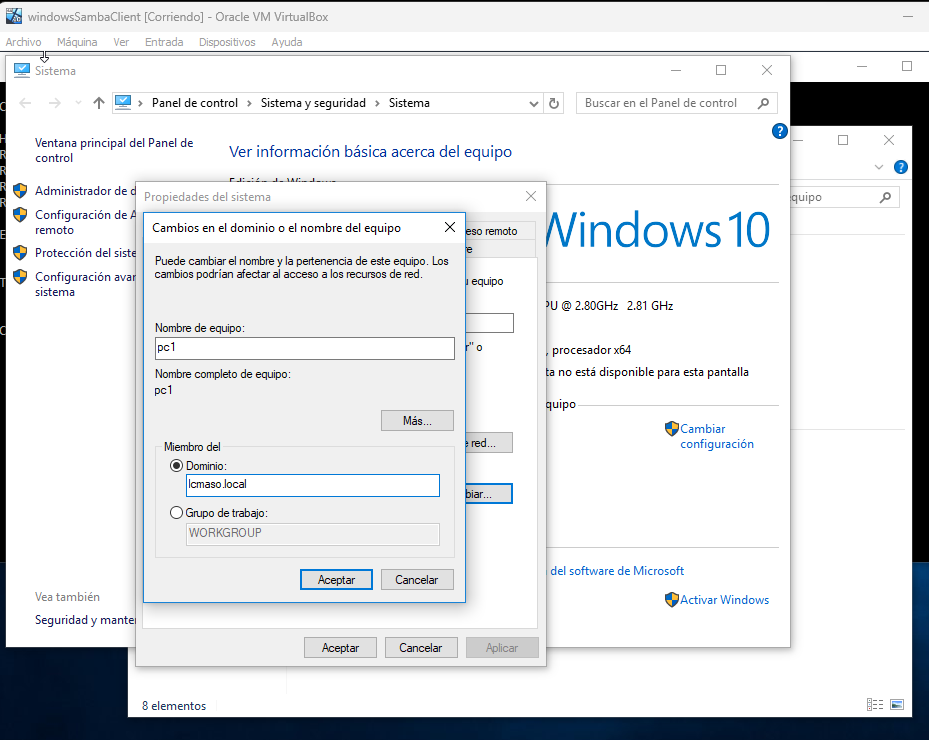 windowsSambaClient [Corriendo] - Oracle VM VirtualBox
Archivo Máquina Ver Entrada Dispositivos Ayuda
Sistema
Panel de control › Sistema y seguridad › Sistema
Buscar en el Panel de control
Ventana principal del Panel de
control
Administrador de d
Configuración de A
remoto
Protección del siste
Configuración avar
sistema
Vea también
Seguridad y mante
Ver información básica acerca del equipo
Windows 10
PU @ 2.80GHz 2.81 GHz
, procesador x64
ta no está disponible para esta pantalla
quipo
Cambiar
configuración
del software de Microsoft
Activar Windows
Propiedades del sistema
eso remoto
re
u equipo
r" o
e red...
biar...
Aceptar Cancelar Aplicar
Cambios en el dominio o el nombre del equipo
Puede cambiar el nombre y la pertenencia de este equipo. Los
cambios podrían afectar al acceso a los recursos de red.
Nombre de equipo:
pc1
Nombre completo de equipo:
pc1
Más...
Miembro del
Dominio:
lcmaso.local
Grupo de trabajo:
WORKGROUP
Aceptar Cancelar
quipo
8 elementos